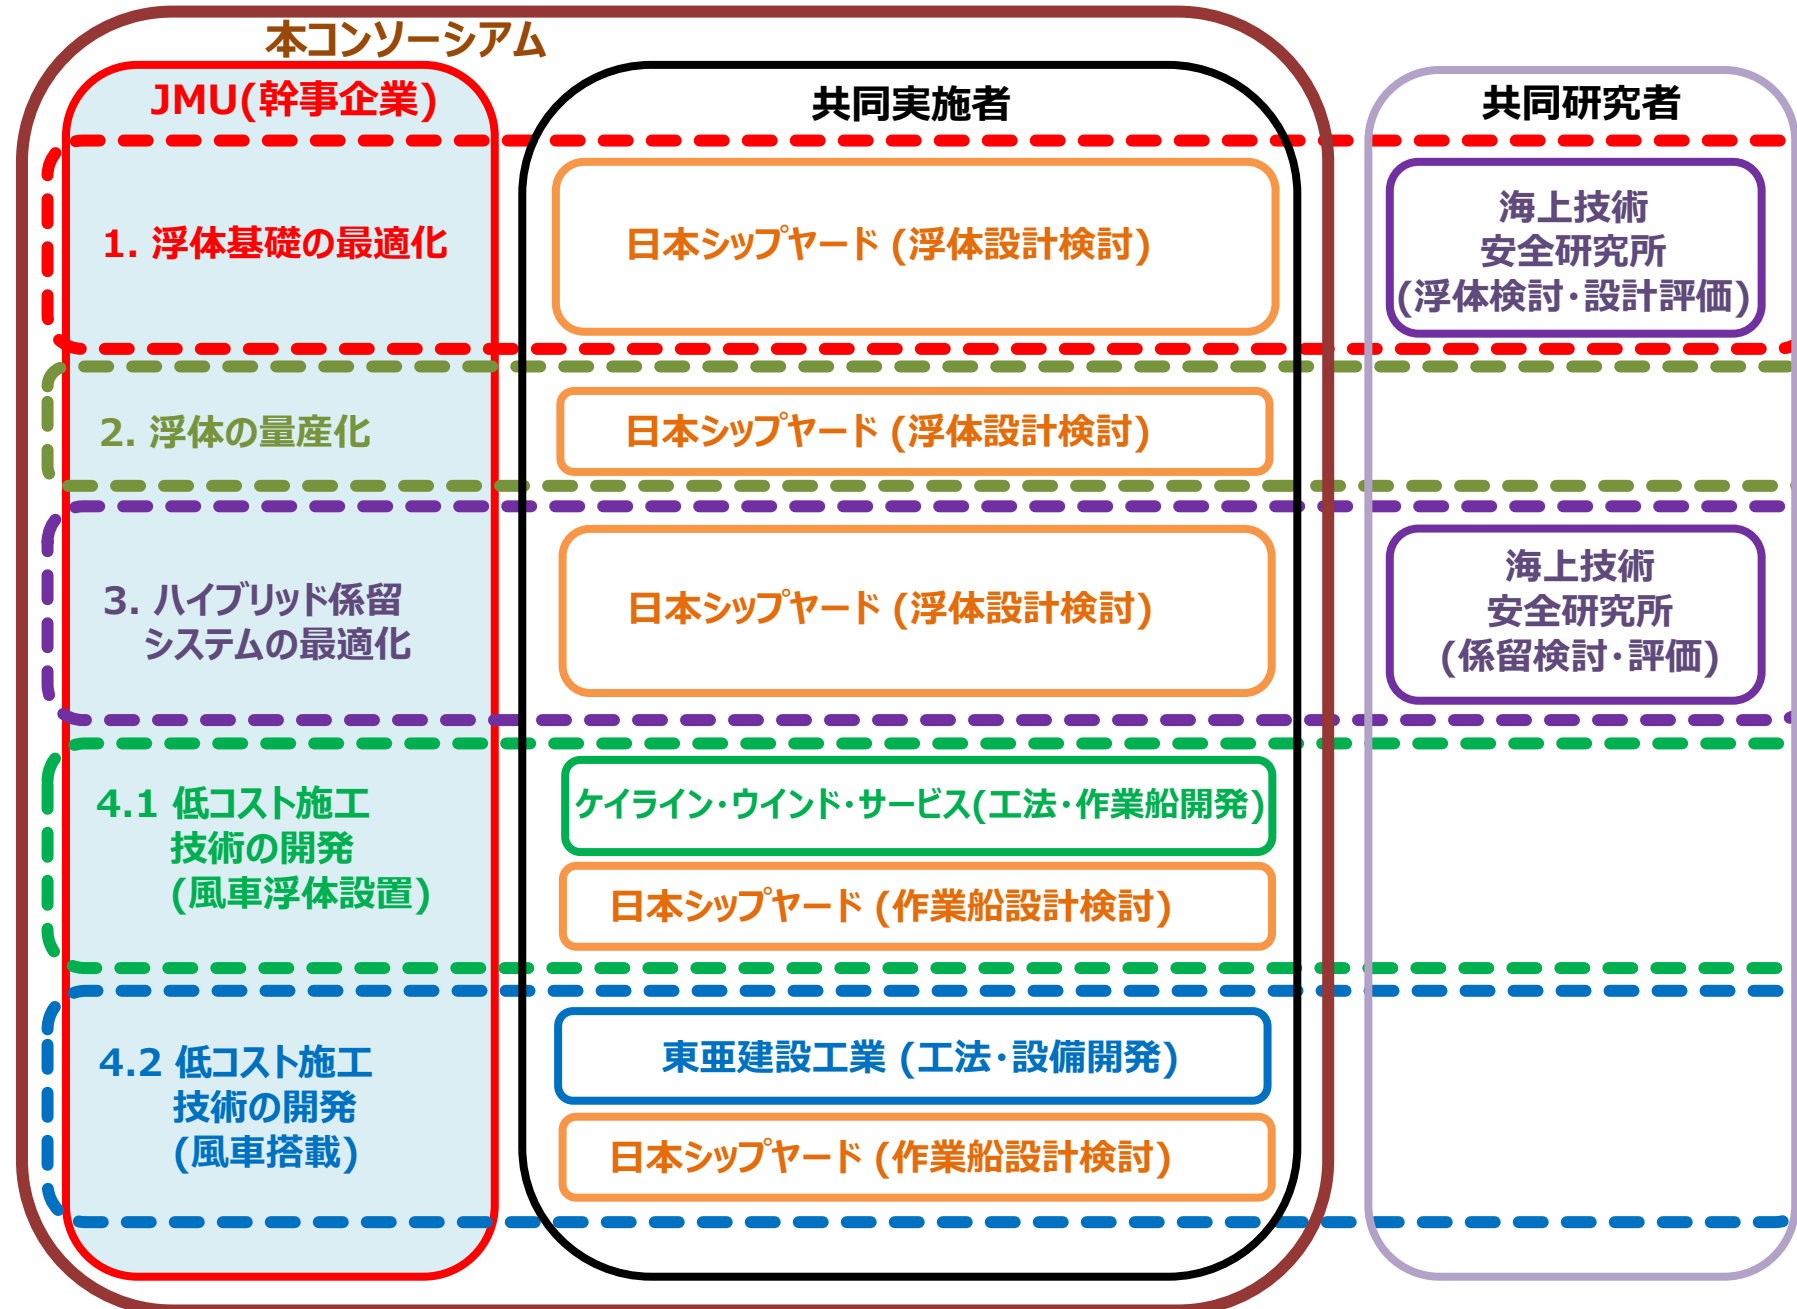 本コンソーシアム
JMU(幹事企業)
共同実施者
共同研究者
1. 浮体基礎の最適化
日本シップヤード (浮体設計検討)
海上技術
安全研究所
(浮体検討・設計評価)
2. 浮体の量産化
日本シップヤード (浮体設計検討)
3. ハイブリッド係留
システムの最適化
日本シップヤード (浮体設計検討)
海上技術
安全研究所
(係留検討・評価)
4.1 低コスト施工
技術の開発
(風車浮体設置)
ケイライン・ウインド・サービス(工法・作業船開発)
日本シップヤード (作業船設計検討)
4.2 低コスト施工
技術の開発
(風車搭載)
東亜建設工業 (工法・設備開発)
日本シップヤード (作業船設計検討)